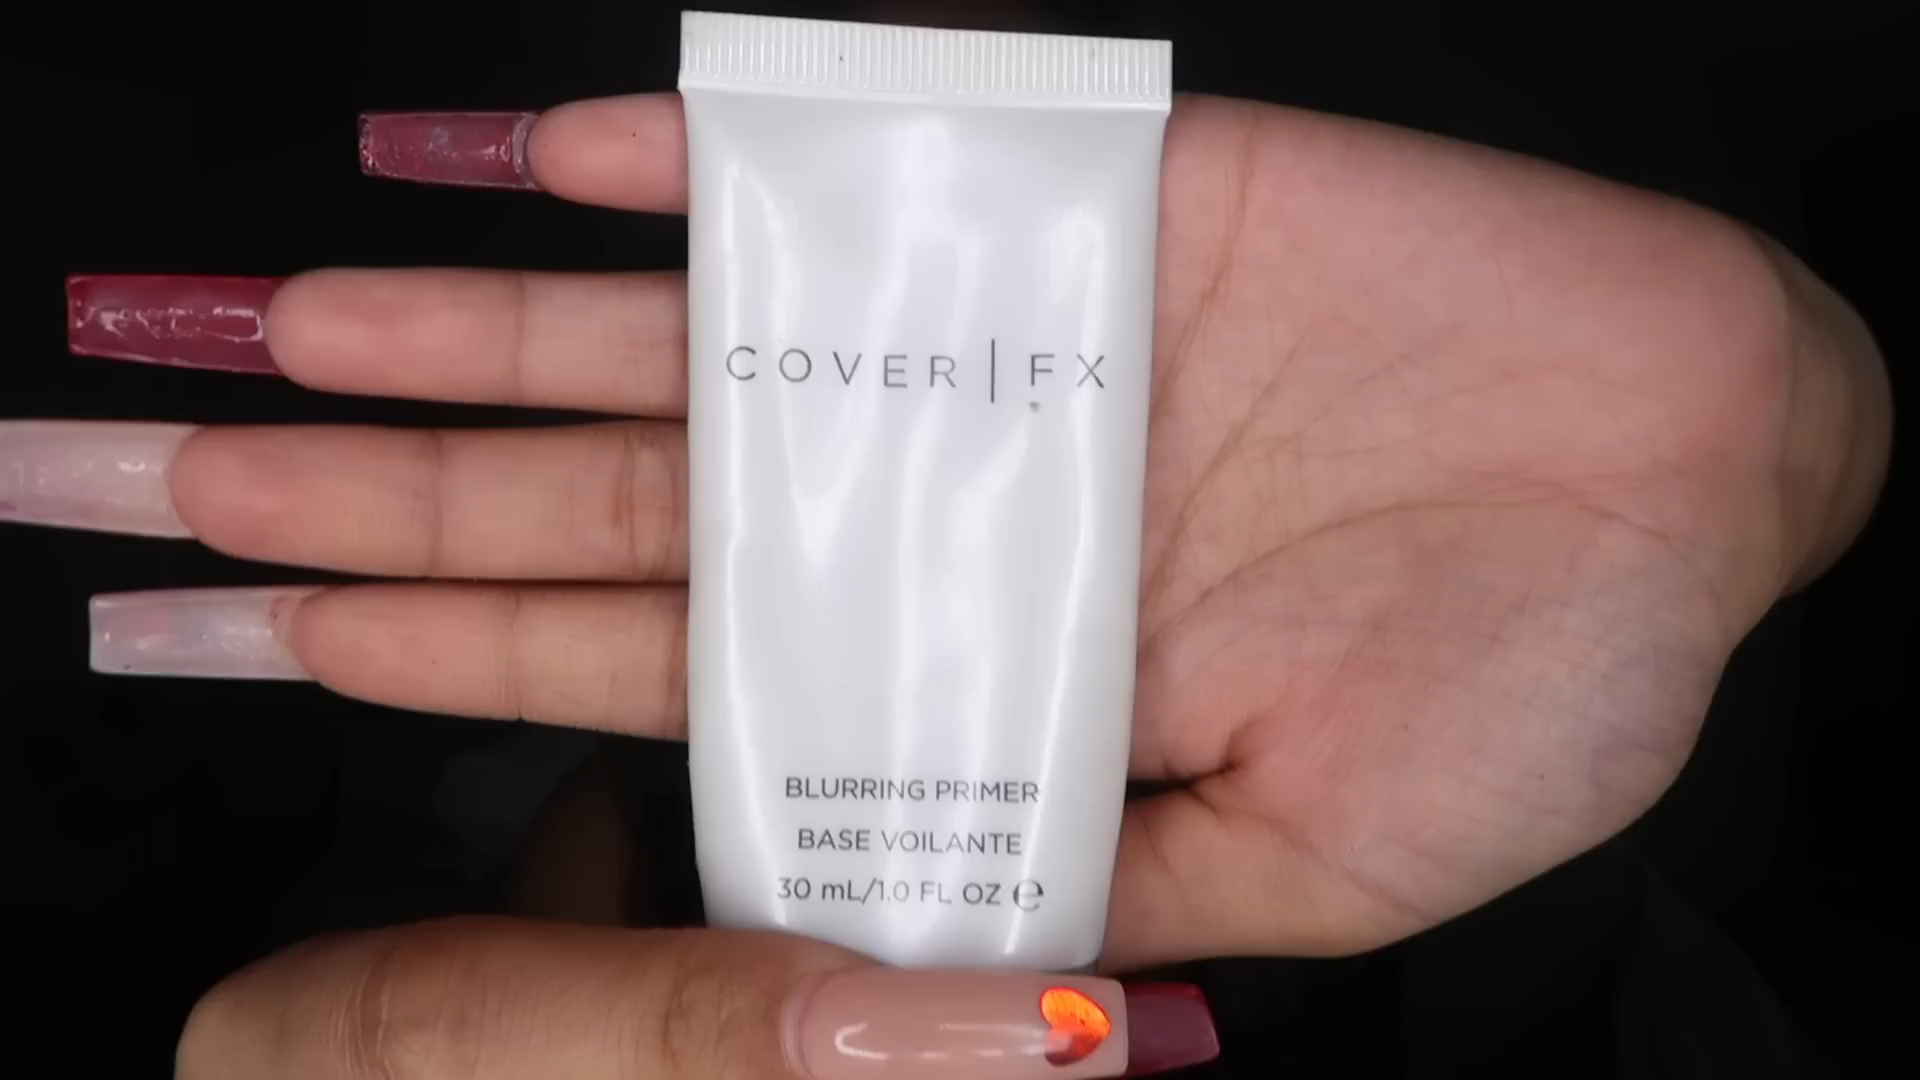 COVER | FX
BLURRING PRIMER
BASE VOILANTE
30 mL/1.0 FL OZ ℮